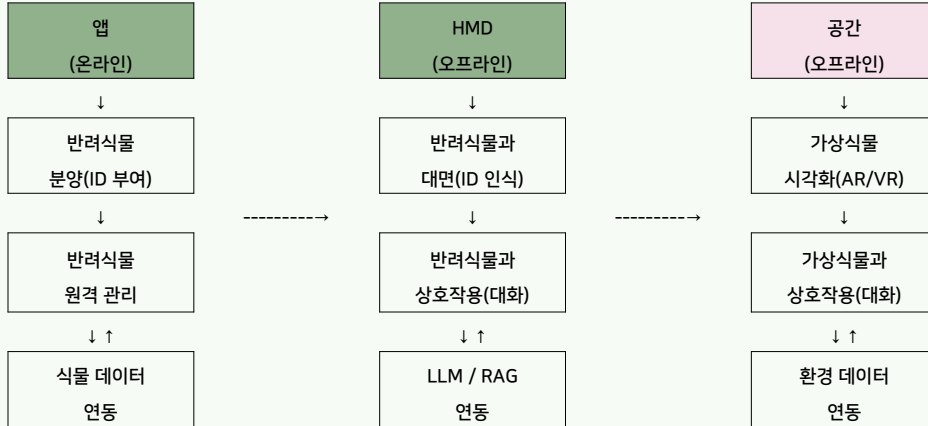 앱
(온라인)
↓
반려식물
분양(ID 부여)
↓
반려식물
원격 관리
↓ ↑
식물 데이터
연동
---------→
HMD
(오프라인)
↓
반려식물과
대면(ID 인식)
↓
반려식물과
상호작용(대화)
↓ ↑
LLM / RAG
연동
---------→
공간
(오프라인)
↓
가상식물
시각화(AR/VR)
↓
가상식물과
상호작용(대화)
↓ ↑
환경 데이터
연동